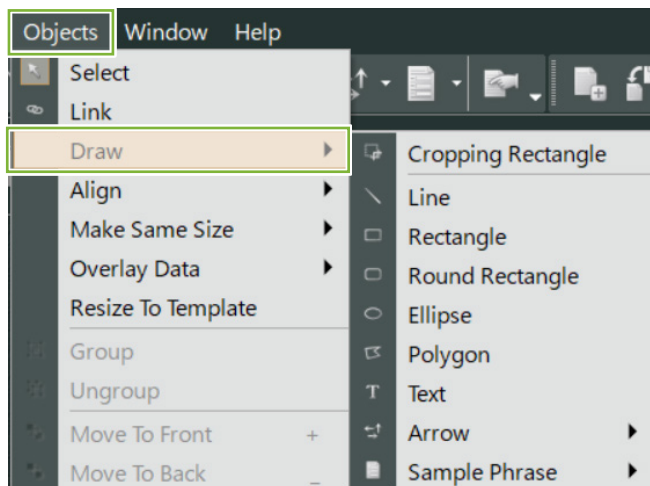 Objects Window Help
Select
Link
Draw
Align
Make Same Size
Overlay Data
Resize To Template
Group
Ungroup
Move To Front +
Move To Back _
Cropping Rectangle
Line
Rectangle
Round Rectangle
Ellipse
Polygon
T Text
Arrow
Sample Phrase